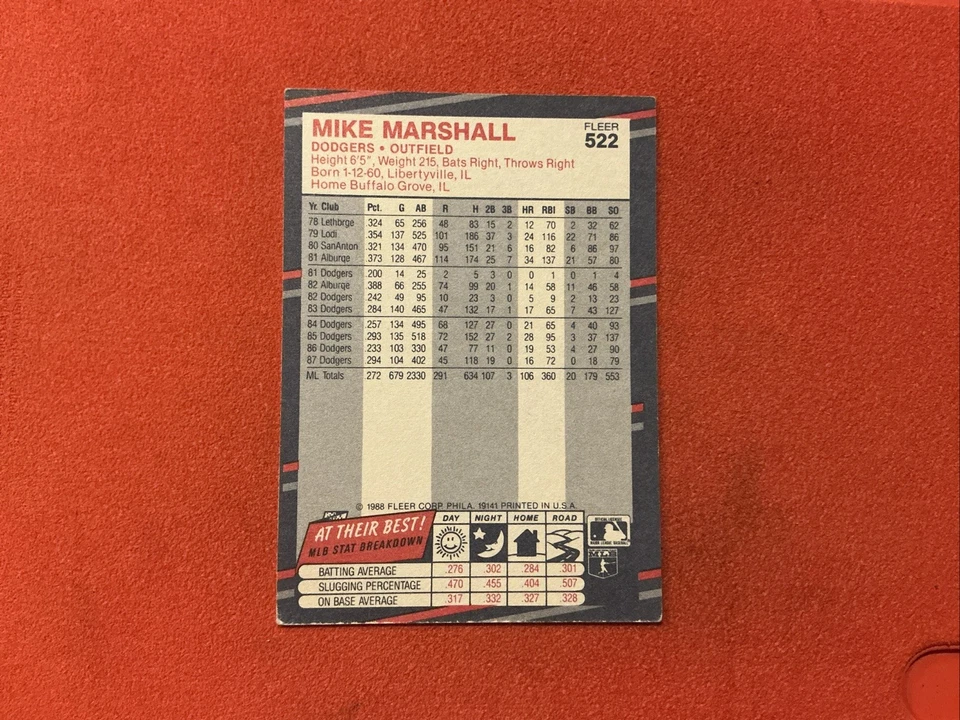 MIKE MARSHALL
FLEER
522
DODGERS • OUTFIELD
Height 6'5", Weight 215, Bats Right, Throws Right
Born 1-12-60, Libertyville, IL
Home Buffalo Grove, IL
Yr. Club Pct. G AB R H 2B 3B HR RBI SB BB SO
78 Lethbrge .324 65 256 48 83 15 2 12 70 2 32 62
79 Lodi .354 137 525 101 186 37 3 24 116 22 71 86
80 SanAnton .321 134 470 95 151 21 6 16 82 6 86 97
81 Alburqe .373 128 467 114 174 25 7 34 137 21 57 80
81 Dodgers .200 14 25 2 5 3 0 0 1 0 1 4
82 Alburqe .388 66 255 74 99 20 1 14 58 11 46 58
82 Dodgers .242 49 95 10 23 3 0 5 9 2 13 23
83 Dodgers .284 140 465 47 132 17 1 17 65 7 43 127
84 Dodgers .257 134 495 68 127 27 0 21 65 4 40 93
85 Dodgers .293 135 518 72 152 27 2 28 95 3 37 137
86 Dodgers .233 103 330 47 77 11 0 19 53 4 27 90
87 Dodgers .294 104 402 45 118 19 0 16 72 0 18 79
ML Totals .272 679 2330 291 634 107 3 106 360 20 179 553
© 1988 FLEER CORP. PHILA. 19141 PRINTED IN U.S.A.
AT THEIR BEST!
MLB STAT BREAKDOWN
DAY NIGHT HOME ROAD
BATTING AVERAGE .276 .302 .284 .301
SLUGGING PERCENTAGE .470 .455 .404 .507
ON BASE AVERAGE .317 .332 .327 .328